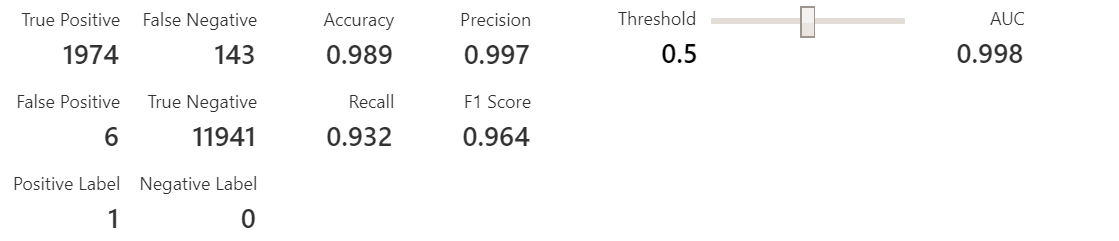 True Positive False Negative Accuracy Precision Threshold AUC
1974 143 0.989 0.997 0.5 0.998
False Positive True Negative Recall F1 Score
6 11941 0.932 0.964
Positive Label Negative Label
1 0